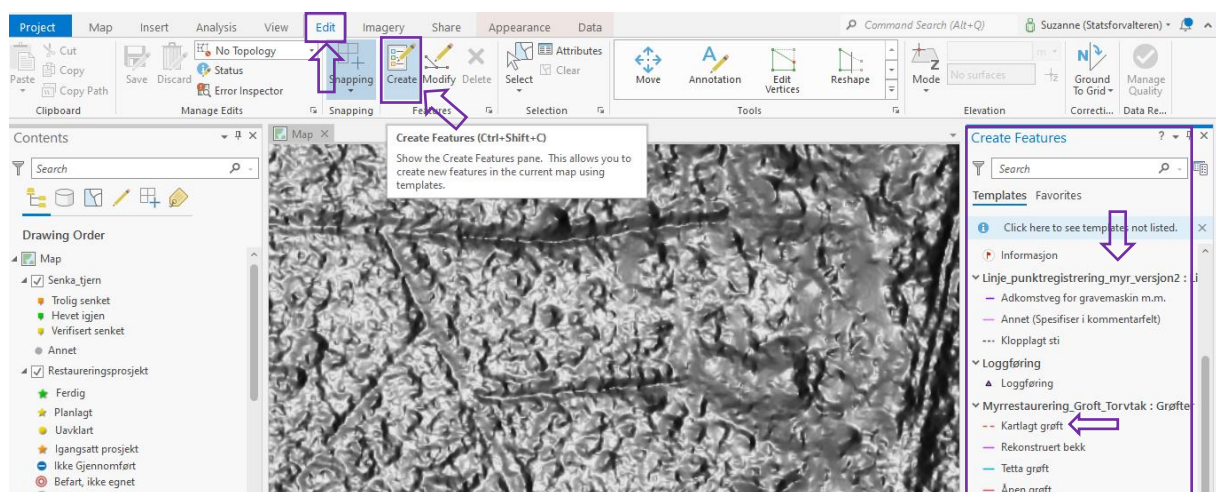 Project Map Insert Analysis View Edit Imagery Share Appearance Data
Command Search (Alt+Q)
Suzanne (Statsforvalteren)
Paste
Cut
Copy
Copy Path
Clipboard
Save
Discard
No Topology
Status
Error Inspector
Manage Edits
Snapping
Snapping
Create
Modify
Delete
Features
Select
Attributes
Clear
Selection
Move
Annotation
Edit
Vertices
Reshape
Tools
Mode
No surfaces
m
Elevation
Ground
To Grid
Correcti...
Manage
Quality
Data Re...
Contents
Search
Drawing Order
Map
Senka_tjern
Trolig senket
Hevet igjen
Verifisert senket
Annet
Restaureringsprosjekt
Ferdig
Planlagt
Uavklart
Igangsatt prosjekt
Ikke Gjennomført
Befart, ikke egnet
Map
Create Features (Ctrl+Shift+C)
Show the Create Features pane. This allows you to
create new features in the current map using
templates.
Create Features
Search
Templates Favorites
Click here to see templates not listed.
Informasjon
Linje_punktregistrering_myr_versjon2 : Li
Adkomstveg for gravemaskin m.m.
Annet (Spesifiser i kommentarfelt)
Klopplagt sti
Loggføring
Loggføring
Myrrestaurering_Groft_Torvtak : Grøfter
Kartlagt grøft
Rekonstruert bekk
Tetta grøft
Åpen grøft